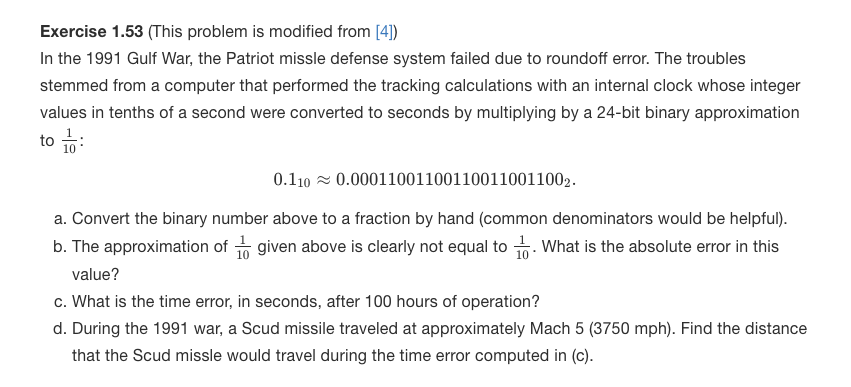 Exercise 1.53 (This problem is modified from [4])
In the 1991 Gulf War, the Patriot missle defense system failed due to roundoff error. The troubles
stemmed from a computer that performed the tracking calculations with an internal clock whose integer
values in tenths of a second were converted to seconds by multiplying by a 24-bit binary approximation
to 1/10:
0.1₁₀ ≈ 0.00011001100110011001100₂.
a. Convert the binary number above to a fraction by hand (common denominators would be helpful).
b. The approximation of 1/10 given above is clearly not equal to 1/10. What is the absolute error in this
value?
c. What is the time error, in seconds, after 100 hours of operation?
d. During the 1991 war, a Scud missile traveled at approximately Mach 5 (3750 mph). Find the distance
that the Scud missle would travel during the time error computed in (c).